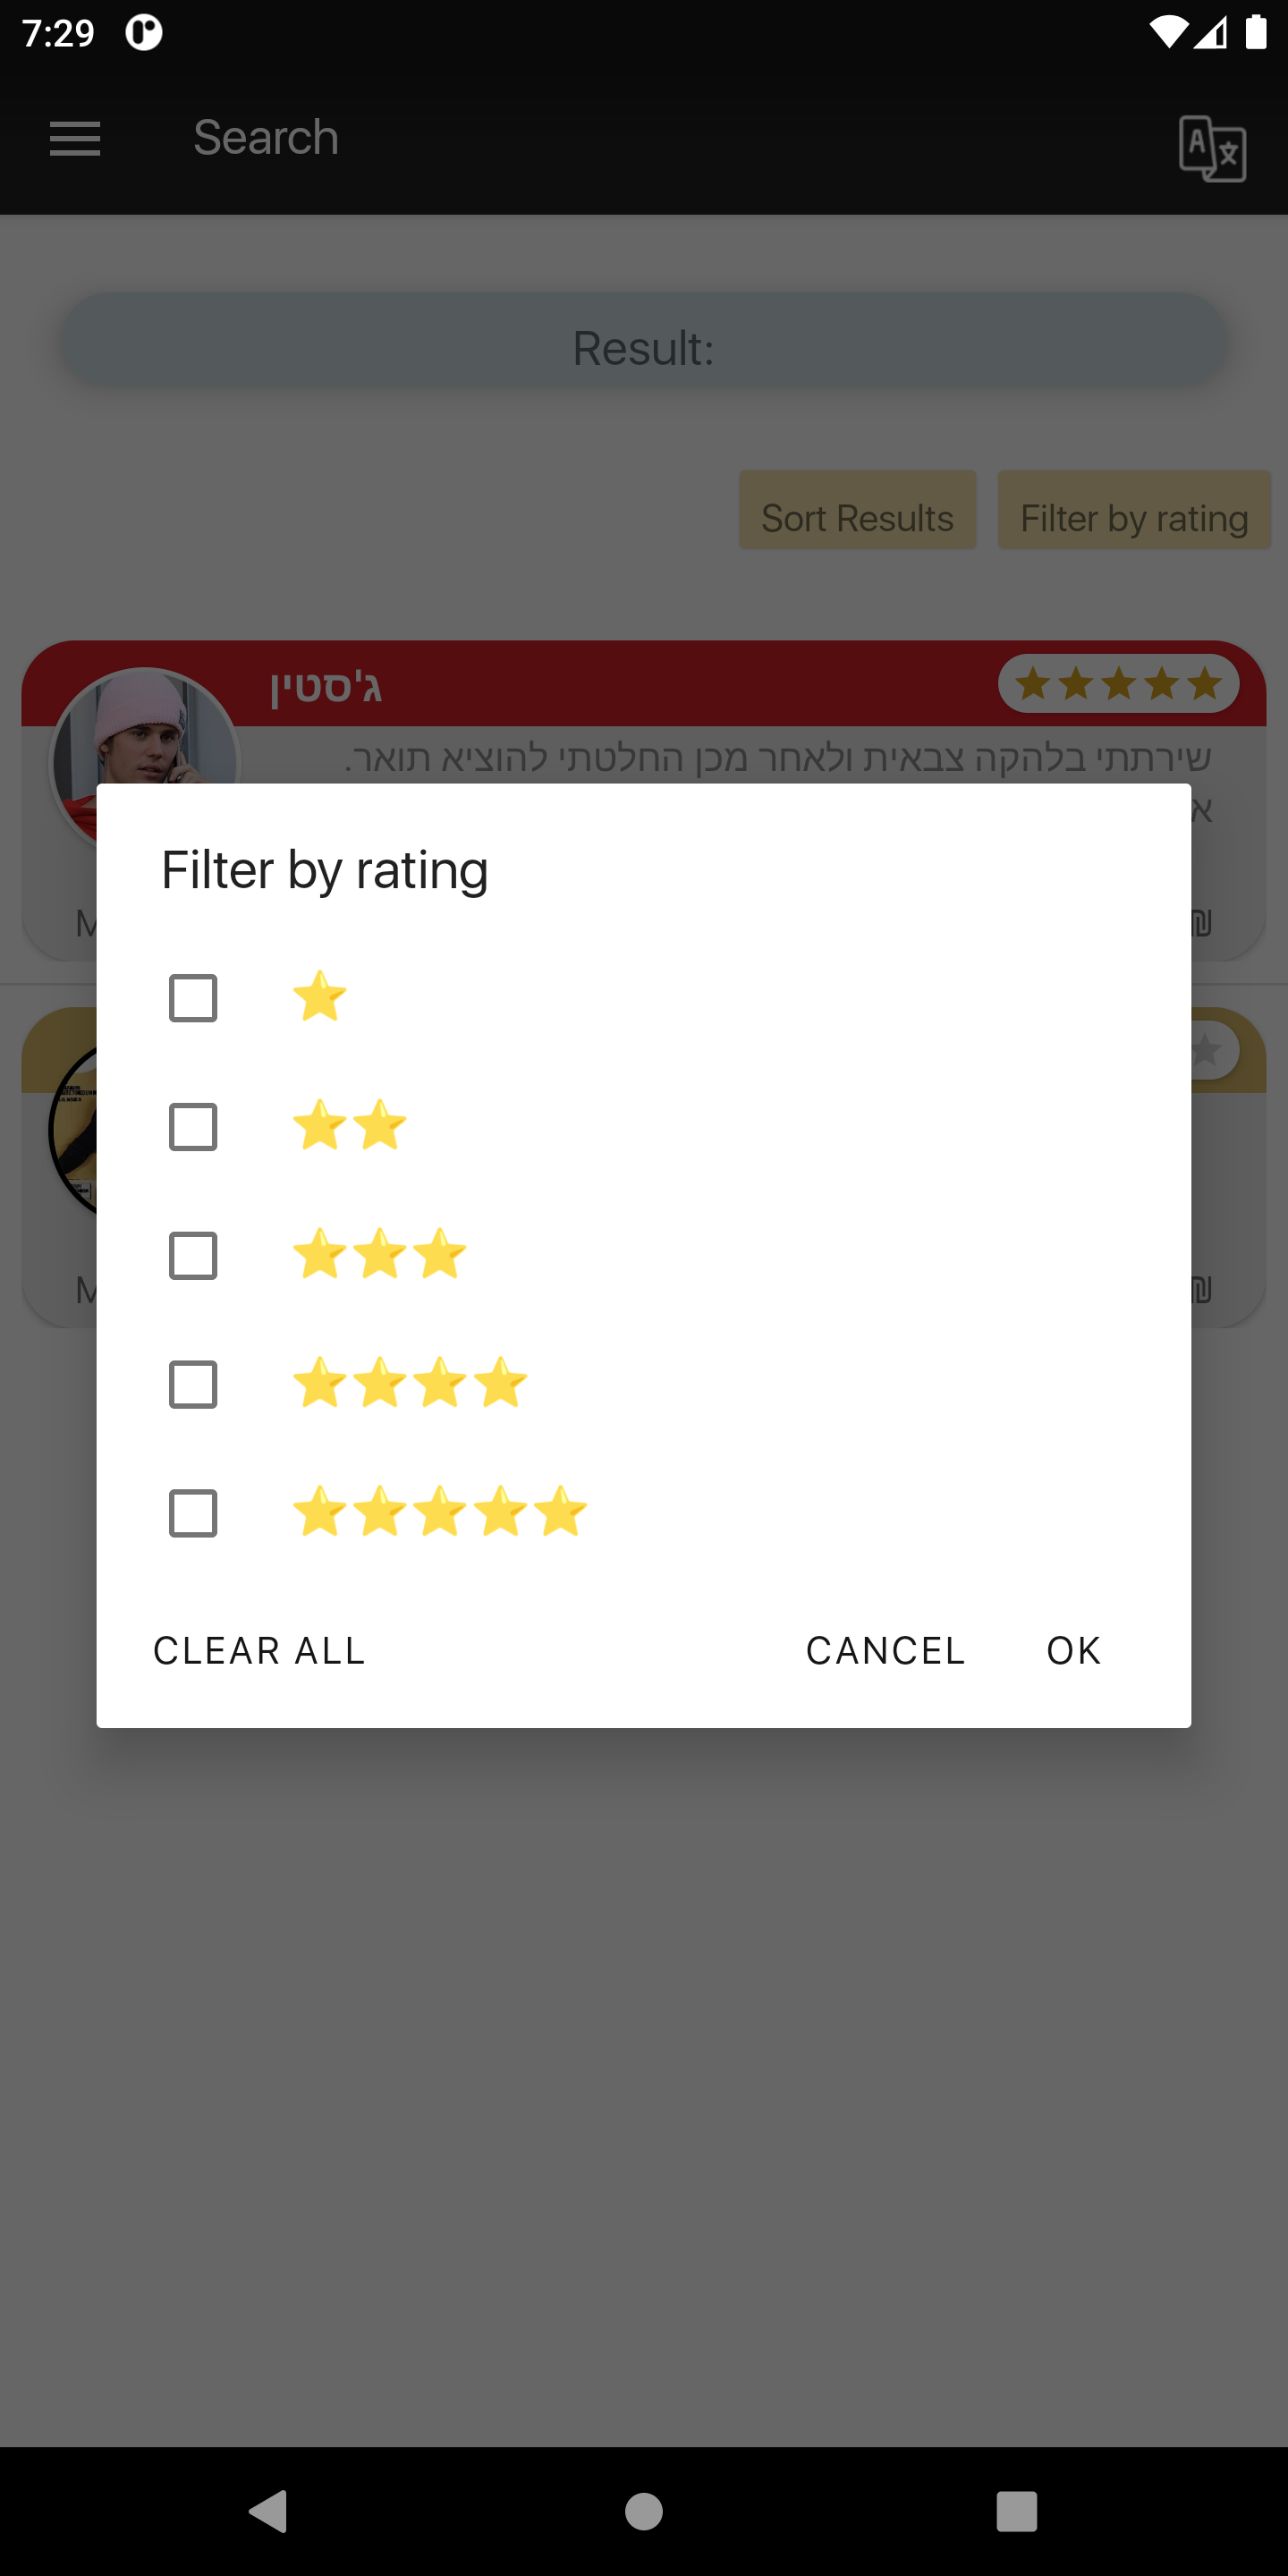 7:29
Search
Result:
Sort Results
Filter by rating
ג'סטין
שירתתי בלהקה צבאית ולאחר מכן החלטתי להוציא תואר.
א
M
₪
Filter by rating
CLEAR ALL
CANCEL
OK
M
₪